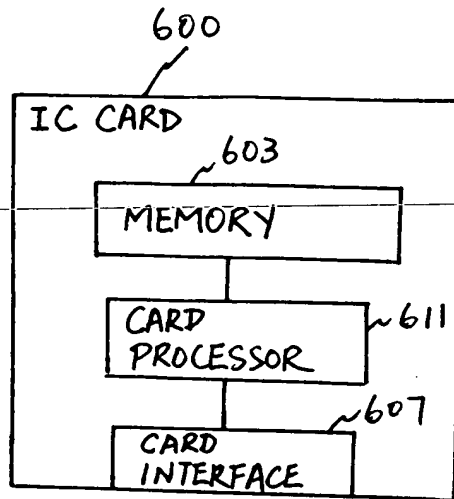 600
IC CARD
603
MEMORY
CARD
PROCESSOR
611
607
CARD
INTERFACE